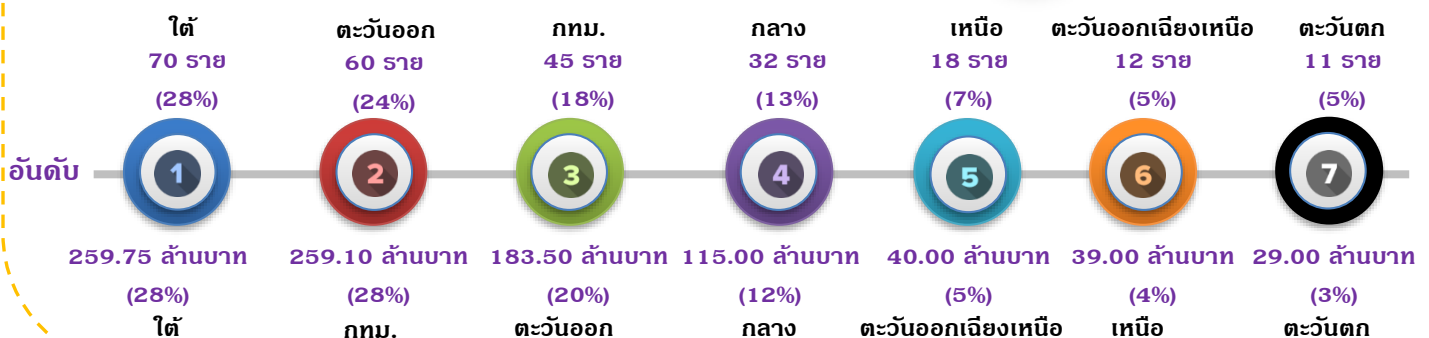 ใต้ ตะวันออก กทม. กลาง เหนือ ตะวันออกเฉียงเหนือ ตะวันตก
70 ราย 60 ราย 45 ราย 32 ราย 18 ราย 12 ราย 11 ราย
(28%) (24%) (18%) (13%) (7%) (5%) (5%)
อันดับ 1 2 3 4 5 6 7
259.75 ล้านบาท 259.10 ล้านบาท 183.50 ล้านบาท 115.00 ล้านบาท 40.00 ล้านบาท 39.00 ล้านบาท 29.00 ล้านบาท
(28%) (28%) (20%) (12%) (5%) (4%) (3%)
ใต้ กทม. ตะวันออก กลาง ตะวันออกเฉียงเหนือ เหนือ ตะวันตก